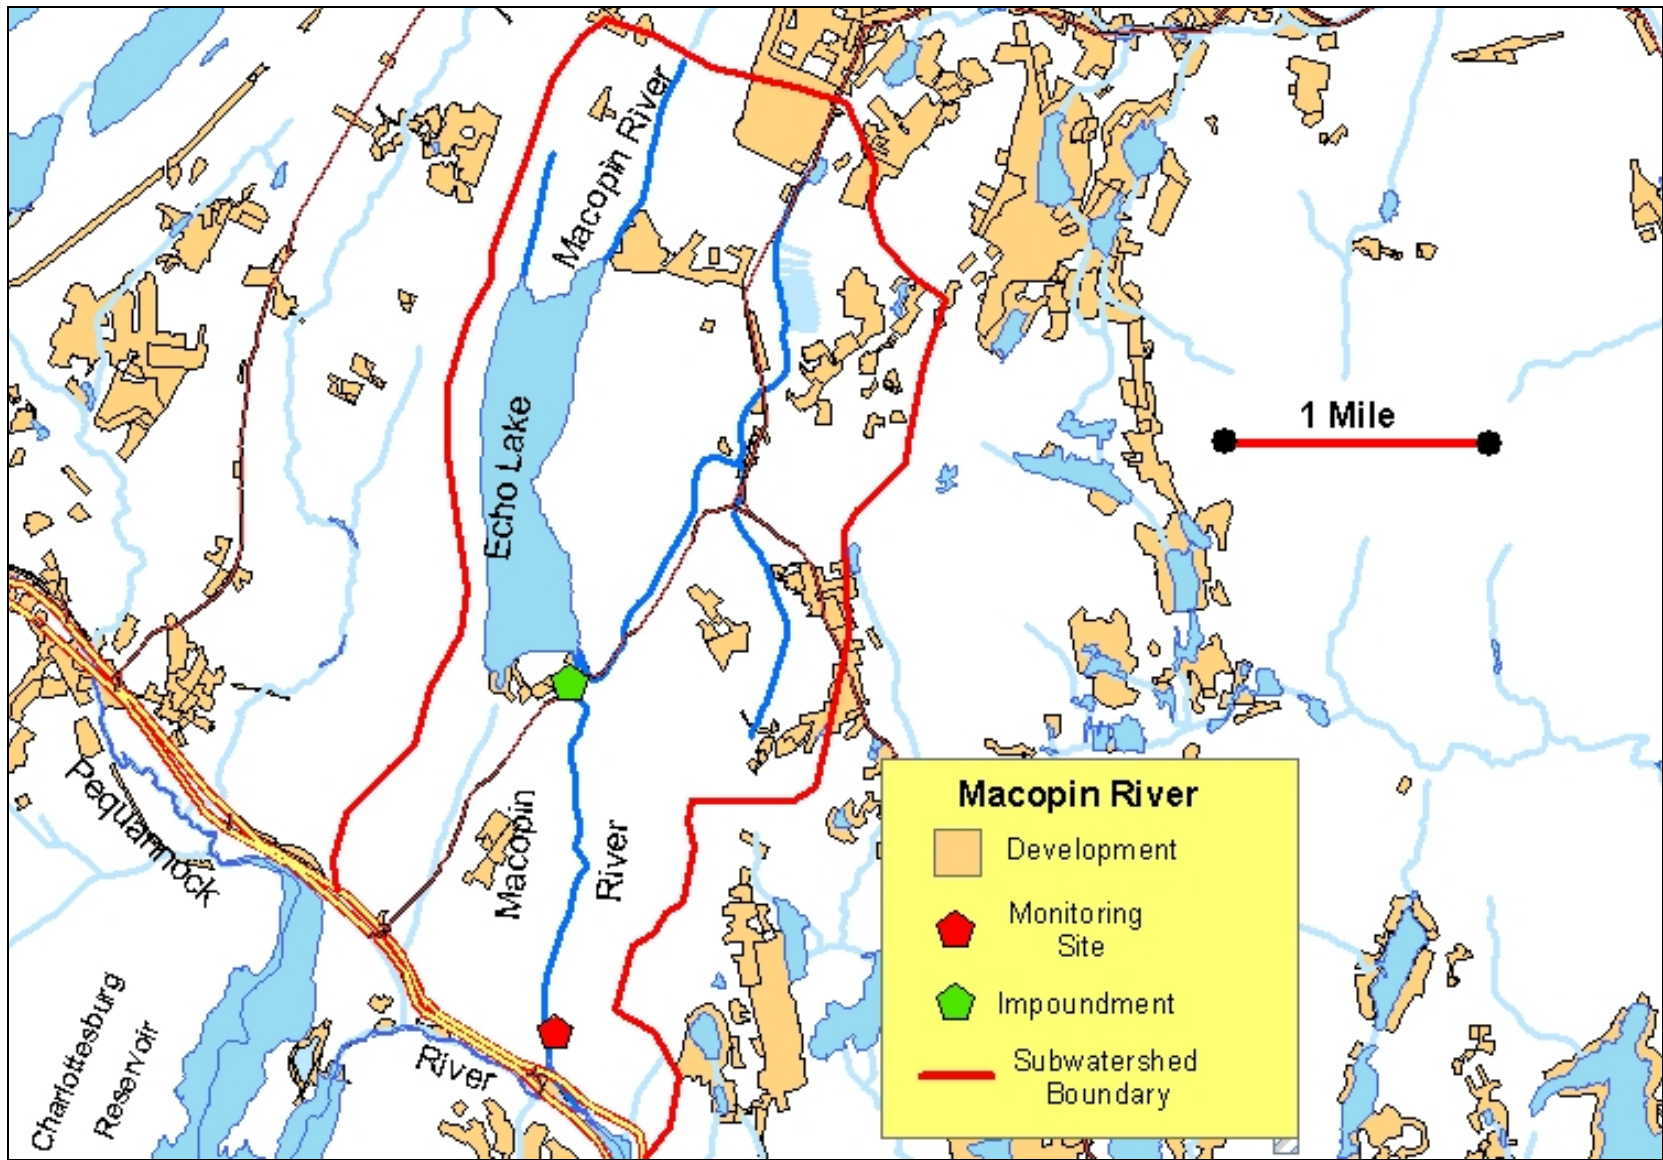 Macopin River
Echo Lake
1 Mile
Pequannock
Macopin
River
Charlottesburg
Reservoir
River
Macopin River
Development
Monitoring
Site
Impoundment
Subwatershed
Boundary